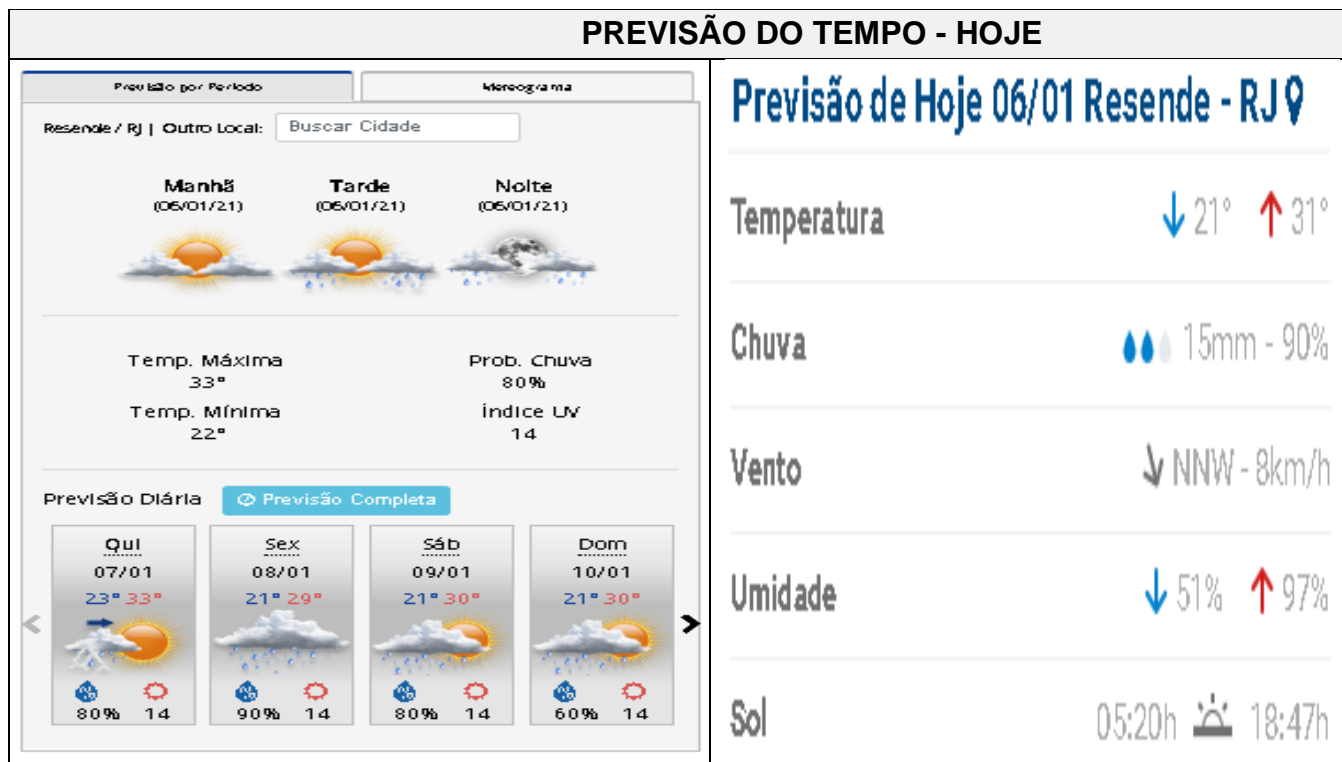 PREVISÃO DO TEMPO - HOJE
Previsão por Período
Meteograma
Resende / RJ | Outro Local: Buscar Cidade
Manhã Tarde Noite
(06/01/21) (06/01/21) (06/01/21)
Temp. Máxima Prob. Chuva
33° 80%
Temp. Mínima Índice UV
22° 14
Previsão Diária Previsão Completa
Qui Sex Sáb Dom
07/01 08/01 09/01 10/01
23° 33° 21° 29° 21° 30° 21° 30°
80% 14 90% 14 80% 14 60% 14
Previsão de Hoje 06/01 Resende - RJ
Temperatura 21° 31°
Chuva 15mm - 90%
Vento NNW - 8km/h
Umidade 51% 97%
Sol 05:20h 18:47h